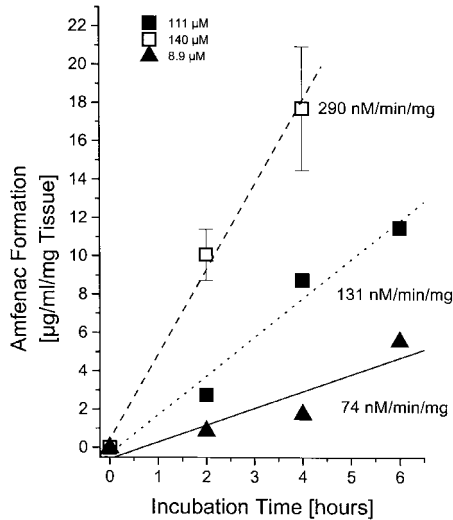 111 µM
140 µM
8.9 µM
22
20
18
16
14
12
10
8
6
4
2
0
Amfenac Formation
[µg/ml/mg Tissue]
290 nM/min/mg
131 nM/min/mg
74 nM/min/mg
0 1 2 3 4 5 6
Incubation Time [hours]